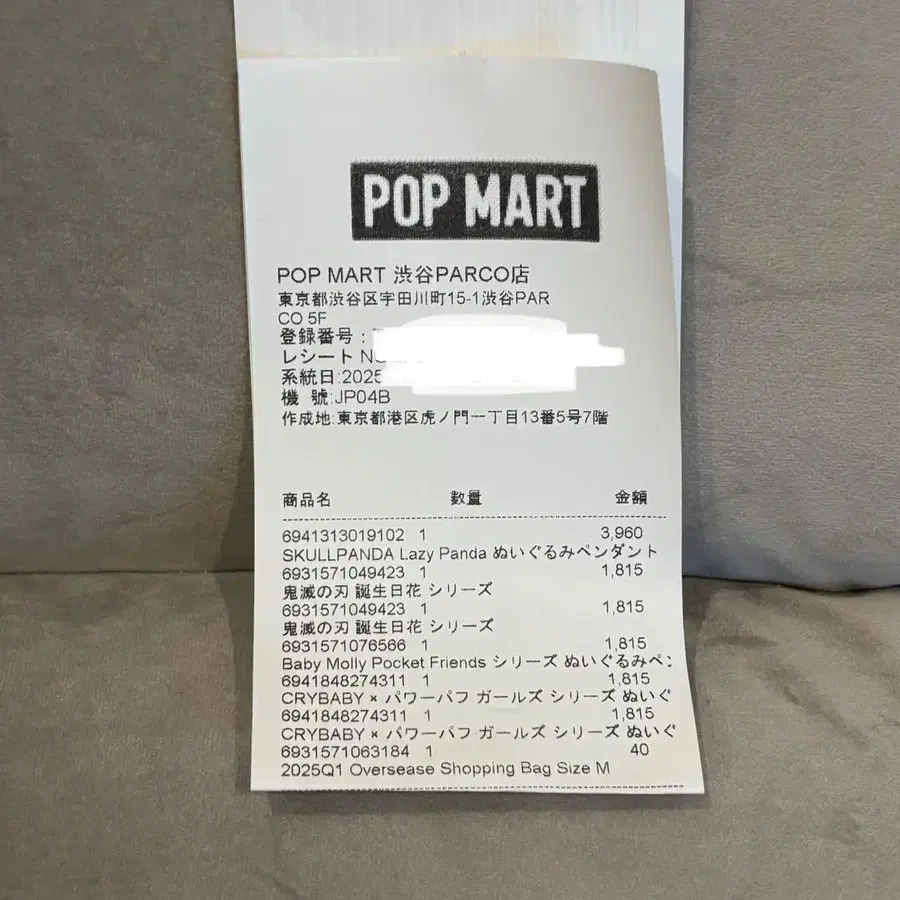 POP MART
POP MART 渋谷PARCO店
東京都渋谷区宇田川町15-1渋谷PAR
CO 5F
登録番号:
レシート
系統日:2025
機 號:JP04B
作成地:東京都港区虎ノ門一丁目13番5号7階
商品名 数量 金額
6941313019102 1 3,960
SKULLPANDA Lazy Panda ぬいぐるみペンダント
6931571049423 1 1,815
鬼滅の刃 誕生日花 シリーズ
6931571049423 1 1,815
鬼滅の刃 誕生日花 シリーズ
6931571076566 1 1,815
Baby Molly Pocket Friends シリーズ ぬいぐるみペン
6941848274311 1 1,815
CRYBABY × パワーパフ ガールズ シリーズ ぬいぐ
6941848274311 1 1,815
CRYBABY × パワーパフ ガールズ シリーズ ぬいぐ
6931571063184 1 40
2025Q1 Oversease Shopping Bag Size M